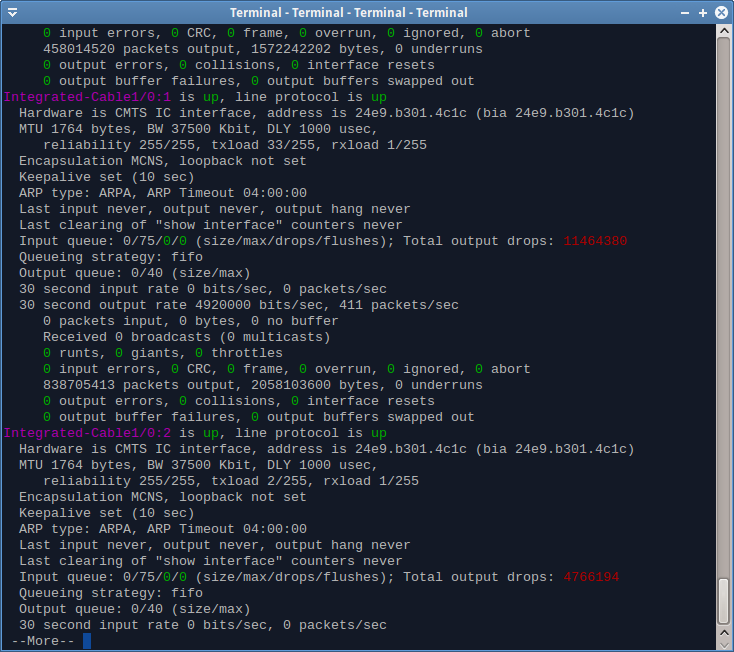 Terminal - Terminal - Terminal - Terminal
0 input errors, 0 CRC, 0 frame, 0 overrun, 0 ignored, 0 abort
458014520 packets output, 1572242202 bytes, 0 underruns
0 output errors, 0 collisions, 0 interface resets
0 output buffer failures, 0 output buffers swapped out
Integrated-Cable1/0:1 is up, line protocol is up
Hardware is CMTS IC interface, address is 24e9.b301.4c1c (bia 24e9.b301.4c1c)
MTU 1764 bytes, BW 37500 Kbit, DLY 1000 usec,
reliability 255/255, txload 33/255, rxload 1/255
Encapsulation MCNS, loopback not set
Keepalive set (10 sec)
ARP type: ARPA, ARP Timeout 04:00:00
Last input never, output never, output hang never
Last clearing of "show interface" counters never
Input queue: 0/75/0/0 (size/max/drops/flushes); Total output drops: 11464380
Queueing strategy: fifo
Output queue: 0/40 (size/max)
30 second input rate 0 bits/sec, 0 packets/sec
30 second output rate 4920000 bits/sec, 411 packets/sec
0 packets input, 0 bytes, 0 no buffer
Received 0 broadcasts (0 multicasts)
0 runts, 0 giants, 0 throttles
0 input errors, 0 CRC, 0 frame, 0 overrun, 0 ignored, 0 abort
838705413 packets output, 2058103600 bytes, 0 underruns
0 output errors, 0 collisions, 0 interface resets
0 output buffer failures, 0 output buffers swapped out
Integrated-Cable1/0:2 is up, line protocol is up
Hardware is CMTS IC interface, address is 24e9.b301.4c1c (bia 24e9.b301.4c1c)
MTU 1764 bytes, BW 37500 Kbit, DLY 1000 usec,
reliability 255/255, txload 2/255, rxload 1/255
Encapsulation MCNS, loopback not set
Keepalive set (10 sec)
ARP type: ARPA, ARP Timeout 04:00:00
Last input never, output never, output hang never
Last clearing of "show interface" counters never
Input queue: 0/75/0/0 (size/max/drops/flushes); Total output drops: 4766194
Queueing strategy: fifo
Output queue: 0/40 (size/max)
30 second input rate 0 bits/sec, 0 packets/sec
--More--